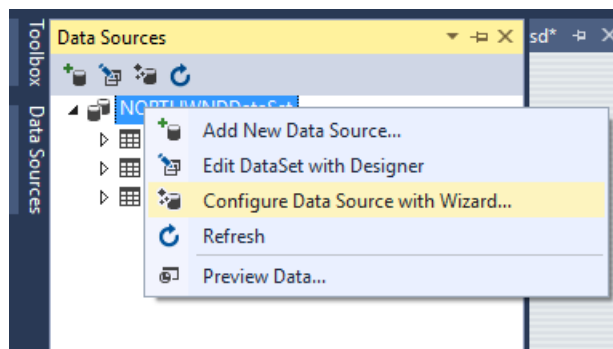 Toolbox
Data Sources
Data Sources
sd*
NORTHWNDDataSet
Add New Data Source...
Edit DataSet with Designer
Configure Data Source with Wizard...
Refresh
Preview Data...